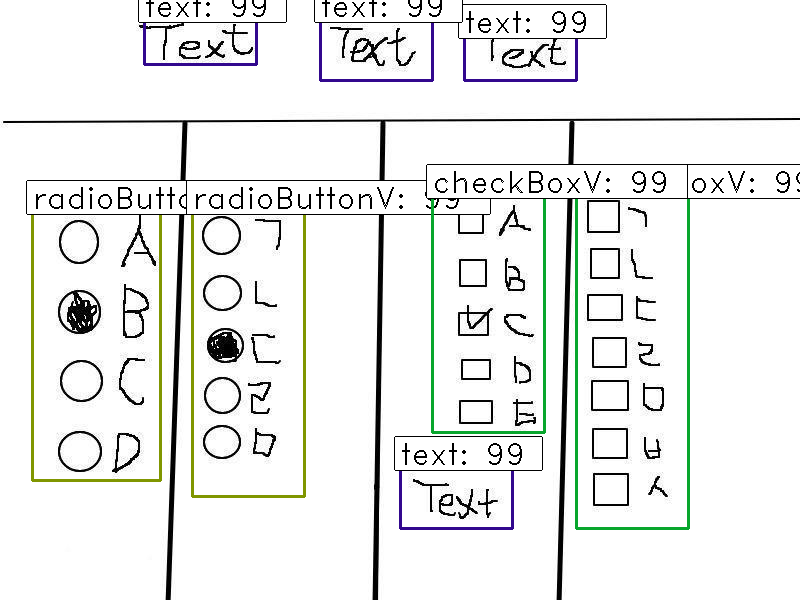 text: 99 text: 99 text: 99
Text Text Text
radioButto radioButtonV: 99 checkBoxV: 99 oxV: 99
A
B
C
D
ㄱ
ㄴ
ㄷ
ㄹ
ㅁ
A
B
C
D
E
text: 99
Text
ㄱ
ㄴ
ㄷ
ㄹ
ㅁ
ㅂ
ㅅ